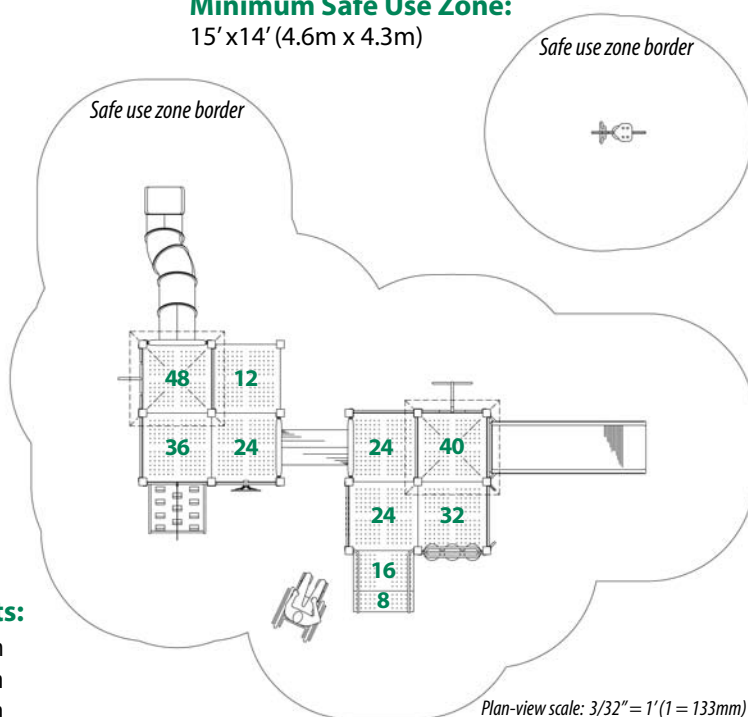 Minimum Safe Use Zone:
15’ x14’ (4.6m x 4.3m)
Safe use zone border
Safe use zone border
48 12
36 24
24 40
24 32
16
8
ts:
Plan-view scale: 3/32” = 1’ (1 = 133mm)